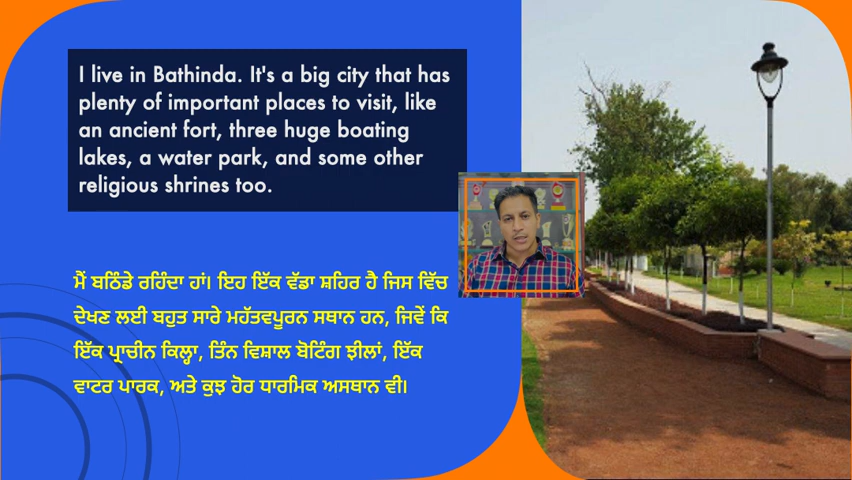 I live in Bathinda. It's a big city that has
plenty of important places to visit, like
an ancient fort, three huge boating
lakes, a water park, and some other
religious shrines too.
ਮੈਂ ਬਠਿੰਡੇ ਰਹਿੰਦਾ ਹਾਂ। ਇਹ ਇੱਕ ਵੱਡਾ ਸ਼ਹਿਰ ਹੈ ਜਿਸ ਵਿੱਚ
ਦੇਖਣ ਲਈ ਬਹੁਤ ਸਾਰੇ ਮਹੱਤਵਪੂਰਨ ਸਥਾਨ ਹਨ, ਜਿਵੇਂ ਕਿ
ਇੱਕ ਪ੍ਰਾਚੀਨ ਕਿਲ੍ਹਾ, ਤਿੰਨ ਵਿਸ਼ਾਲ ਬੋਟਿੰਗ ਝੀਲਾਂ, ਇੱਕ
ਵਾਟਰ ਪਾਰਕ, ਅਤੇ ਕੁਝ ਹੋਰ ਧਾਰਮਿਕ ਅਸਥਾਨ ਵੀ।